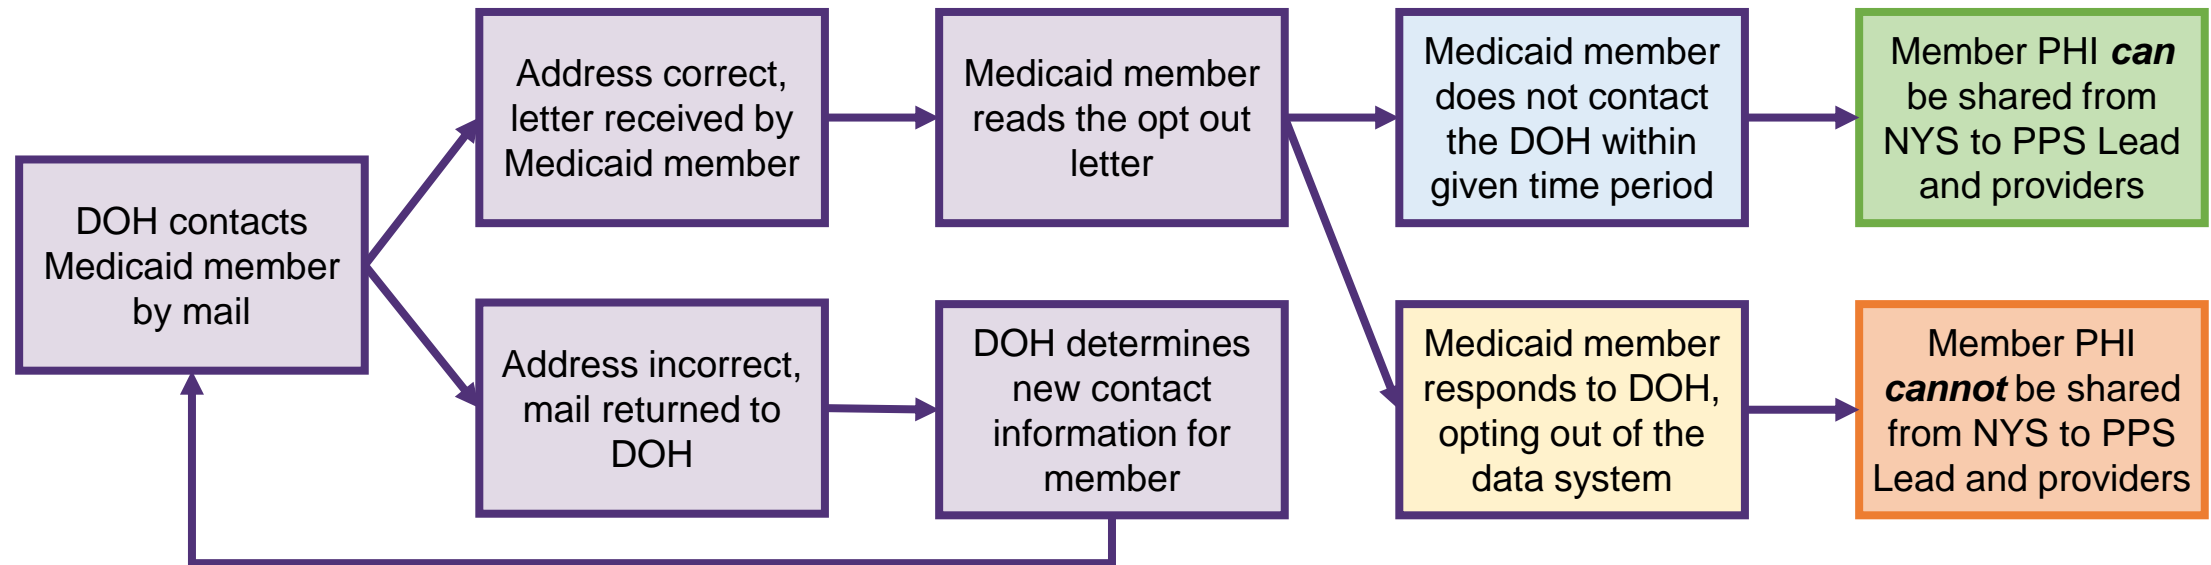 DOH contacts
Medicaid member
by mail
Address correct,
letter received by
Medicaid member
Medicaid member
reads the opt out
letter
Medicaid member
does not contact
the DOH within
given time period
Member PHI can
be shared from
NYS to PPS Lead
and providers
Address incorrect,
mail returned to
DOH
DOH determines
new contact
information for
member
Medicaid member
responds to DOH,
opting out of the
data system
Member PHI
cannot be shared
from NYS to PPS
Lead and providers